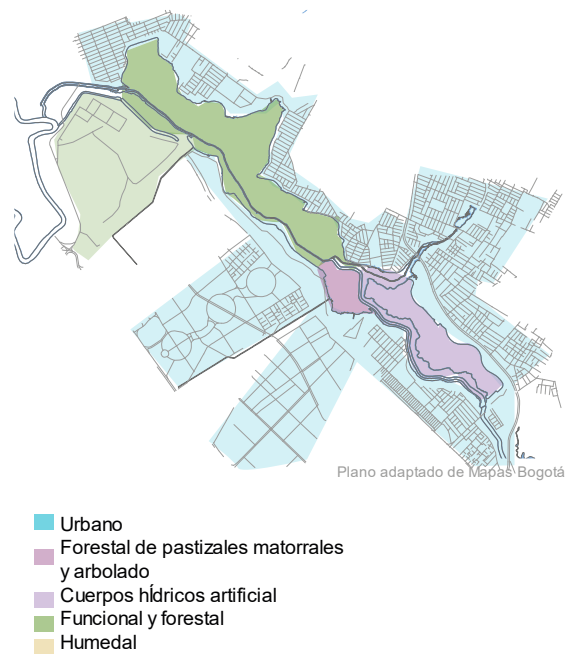 Plano adaptado de Mapas Bogotá
Urbano
Forestal de pastizales matorrales
y arbolado
Cuerpos hÍdricos artificial
Funcional y forestal
Humedal